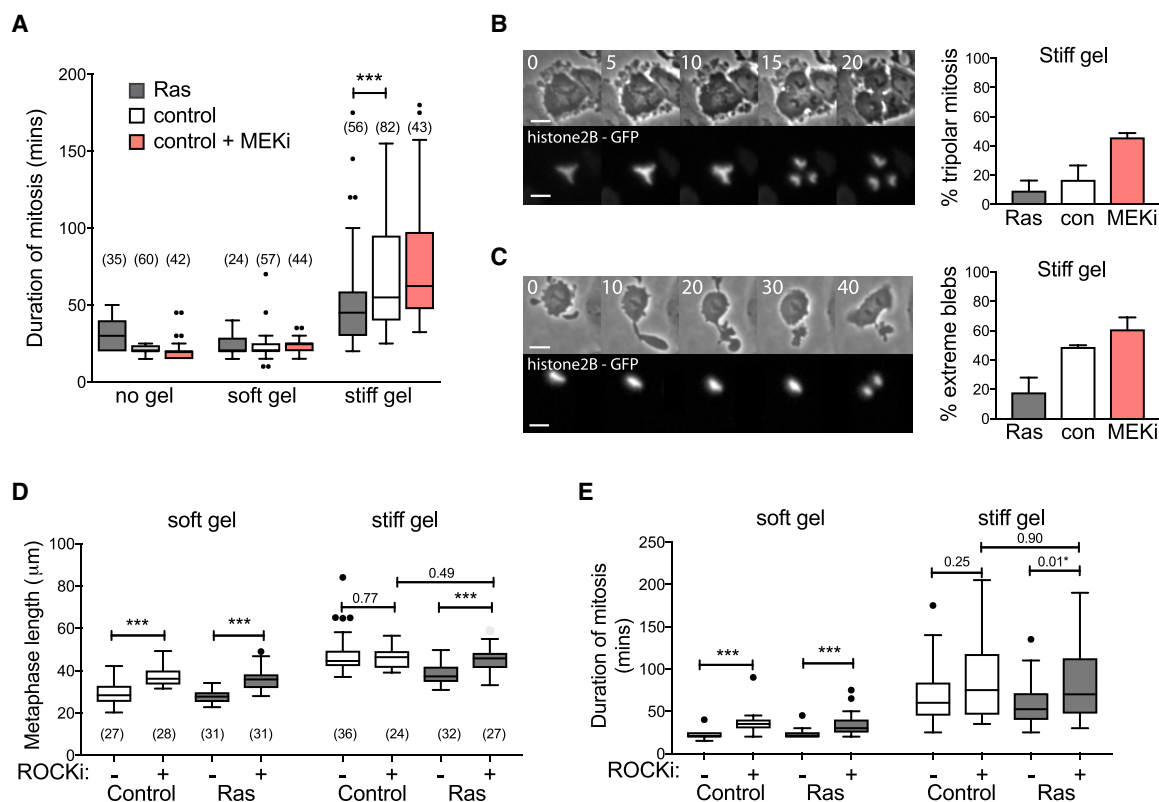 A
Duration of mitosis (mins)
200
150
100
50
0
Ras
control
control + MEKi
***
(56) (82) (43)
(35) (60) (42)
(24) (57) (44)
no gel soft gel stiff gel
B
0 5 10 15 20
histone2B - GFP
Stiff gel
% tripolar mitosis
100
80
60
40
20
0
Ras con MEKi
C
0 10 20 30 40
histone2B - GFP
Stiff gel
% extreme blebs
100
80
60
40
20
0
Ras con MEKi
D
soft gel stiff gel
Metaphase length (μm)
100
80
60
40
20
0
*** *** 0.77 0.49 ***
(27) (28) (31) (31) (36) (24) (32) (27)
ROCKi: - + - + - + - +
Control Ras Control Ras
E
soft gel stiff gel
Duration of mitosis
(mins)
250
200
150
100
50
0
*** *** 0.25 0.90 0.01*
ROCKi: - + - + - + - +
Control Ras Control Ras